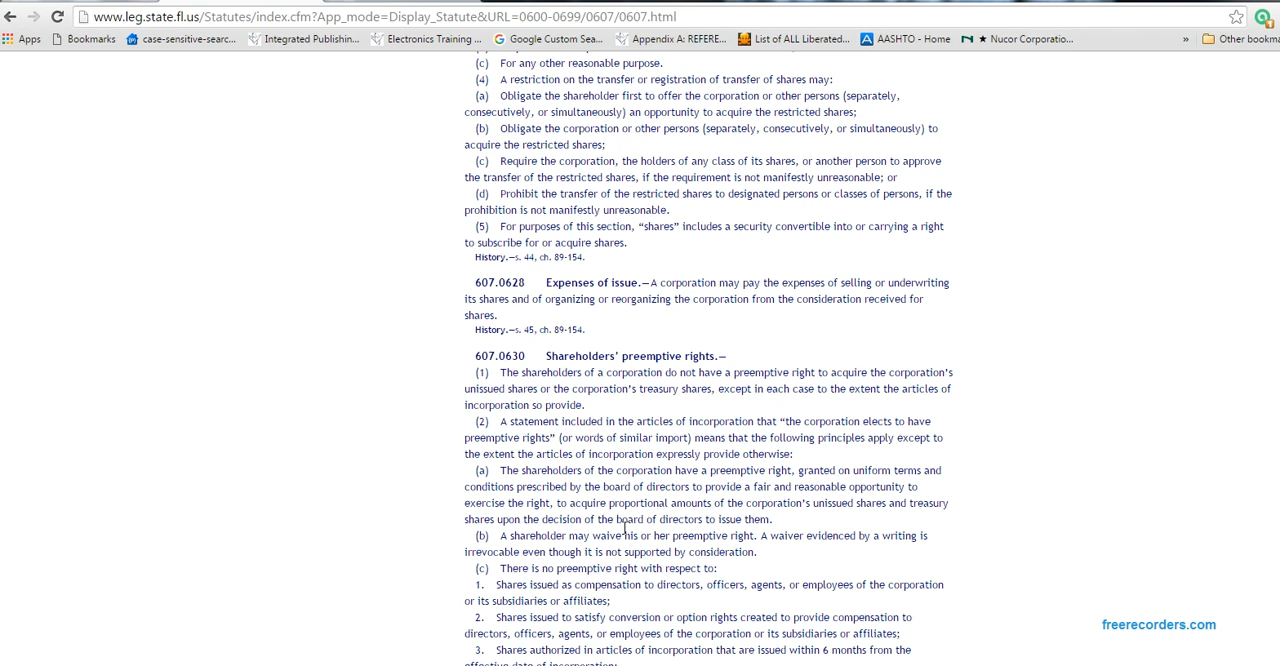 www.leg.state.fl.us/Statutes/index.cfm?App_mode=Display_Statute&URL=0600-0699/0607/0607.html
Apps Bookmarks case-sensitive-searc... Integrated Publishin... Electronics Training ... Google Custom Sea... Appendix A: REFERE... List of ALL Liberated... AASHTO - Home ★ Nucor Corporatio... » Other bookma
(c) For any other reasonable purpose.
(4) A restriction on the transfer or registration of transfer of shares may:
(a) Obligate the shareholder first to offer the corporation or other persons (separately,
consecutively, or simultaneously) an opportunity to acquire the restricted shares;
(b) Obligate the corporation or other persons (separately, consecutively, or simultaneously) to
acquire the restricted shares;
(c) Require the corporation, the holders of any class of its shares, or another person to approve
the transfer of the restricted shares, if the requirement is not manifestly unreasonable; or
(d) Prohibit the transfer of the restricted shares to designated persons or classes of persons, if the
prohibition is not manifestly unreasonable.
(5) For purposes of this section, “shares” includes a security convertible into or carrying a right
to subscribe for or acquire shares.
History.—s. 44, ch. 89-154.
607.0628 Expenses of issue.—A corporation may pay the expenses of selling or underwriting
its shares and of organizing or reorganizing the corporation from the consideration received for
shares.
History.—s. 45, ch. 89-154.
607.0630 Shareholders’ preemptive rights.—
(1) The shareholders of a corporation do not have a preemptive right to acquire the corporation’s
unissued shares or the corporation’s treasury shares, except in each case to the extent the articles of
incorporation so provide.
(2) A statement included in the articles of incorporation that “the corporation elects to have
preemptive rights” (or words of similar import) means that the following principles apply except to
the extent the articles of incorporation expressly provide otherwise:
(a) The shareholders of the corporation have a preemptive right, granted on uniform terms and
conditions prescribed by the board of directors to provide a fair and reasonable opportunity to
exercise the right, to acquire proportional amounts of the corporation’s unissued shares and treasury
shares upon the decision of the board of directors to issue them.
(b) A shareholder may waive his or her preemptive right. A waiver evidenced by a writing is
irrevocable even though it is not supported by consideration.
(c) There is no preemptive right with respect to:
1. Shares issued as compensation to directors, officers, agents, or employees of the corporation
or its subsidiaries or affiliates;
2. Shares issued to satisfy conversion or option rights created to provide compensation to
directors, officers, agents, or employees of the corporation or its subsidiaries or affiliates;
3. Shares authorized in articles of incorporation that are issued within 6 months from the
effective date of incorporation;
freerecorders.com